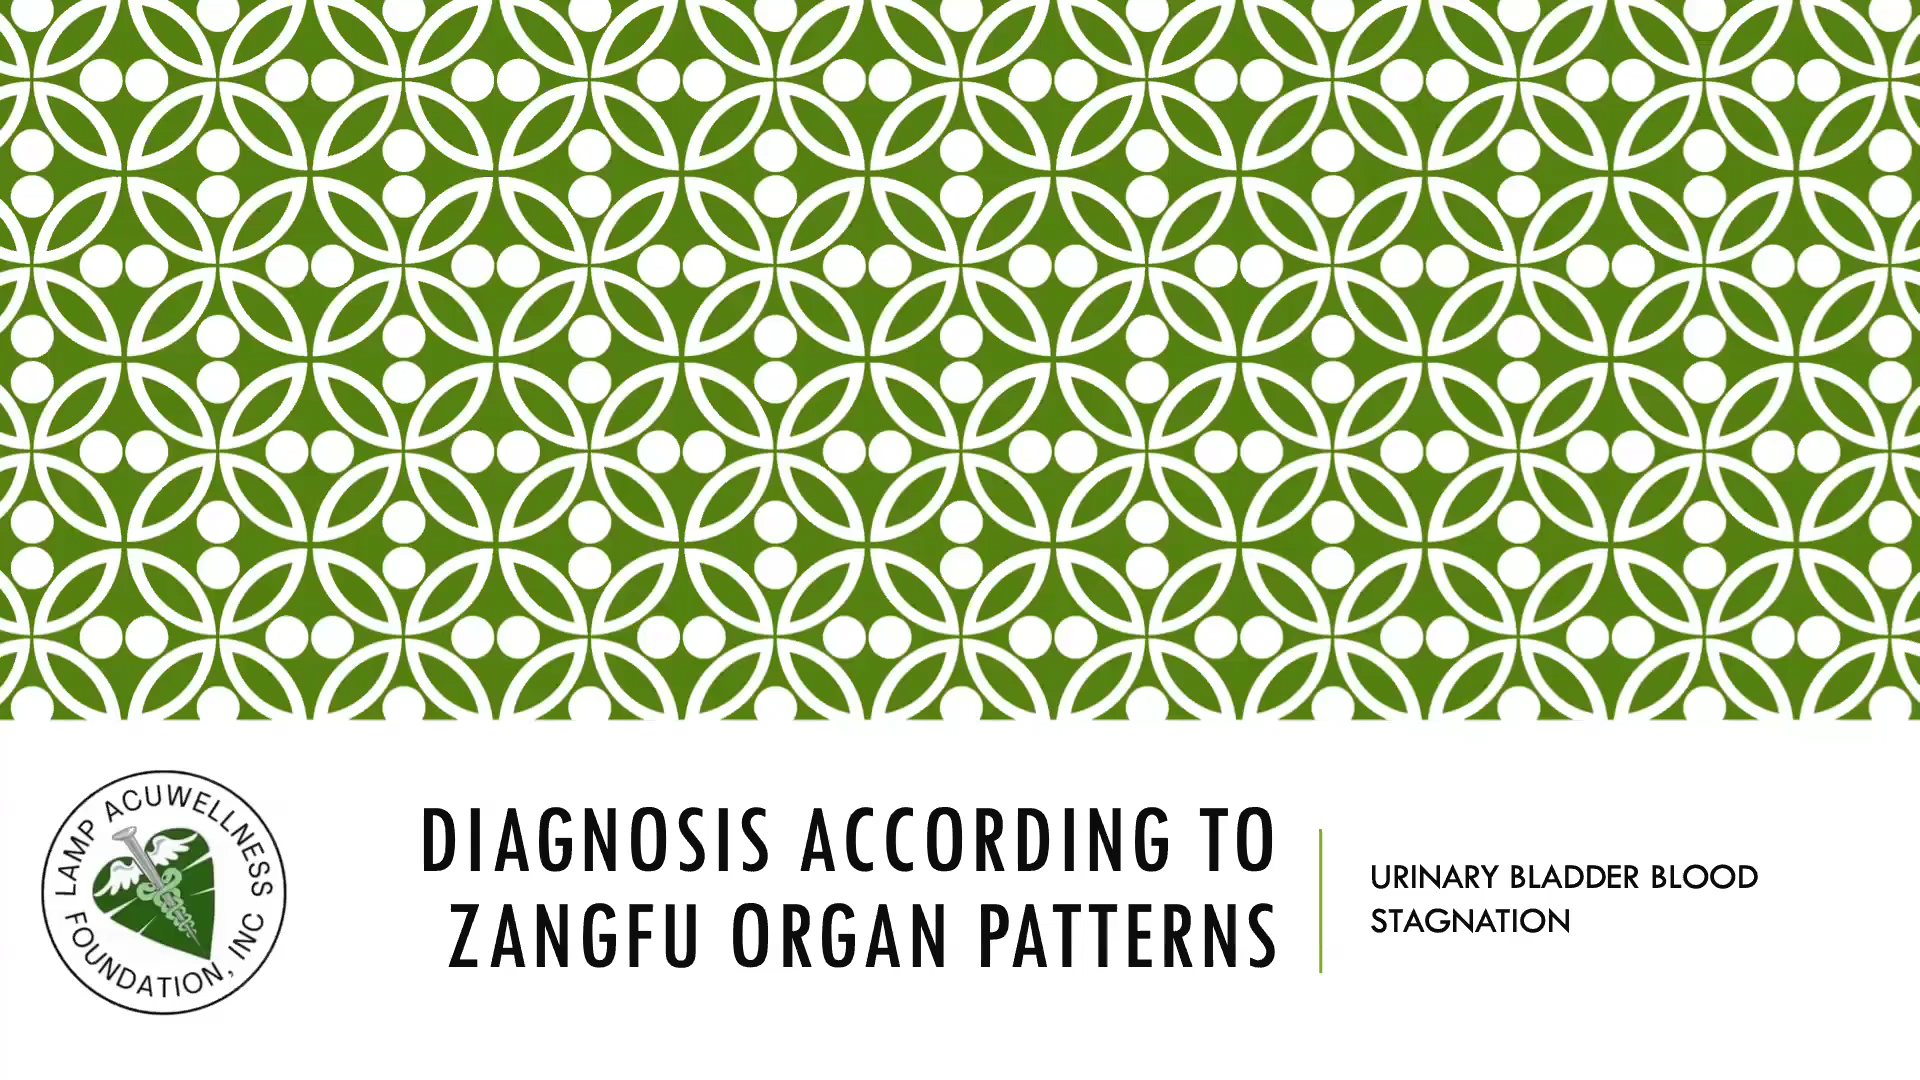 LAMP ACUWELLNESS
FOUNDATION, INC
DIAGNOSIS ACCORDING TO
ZANGFU ORGAN PATTERNS
URINARY BLADDER BLOOD
STAGNATION